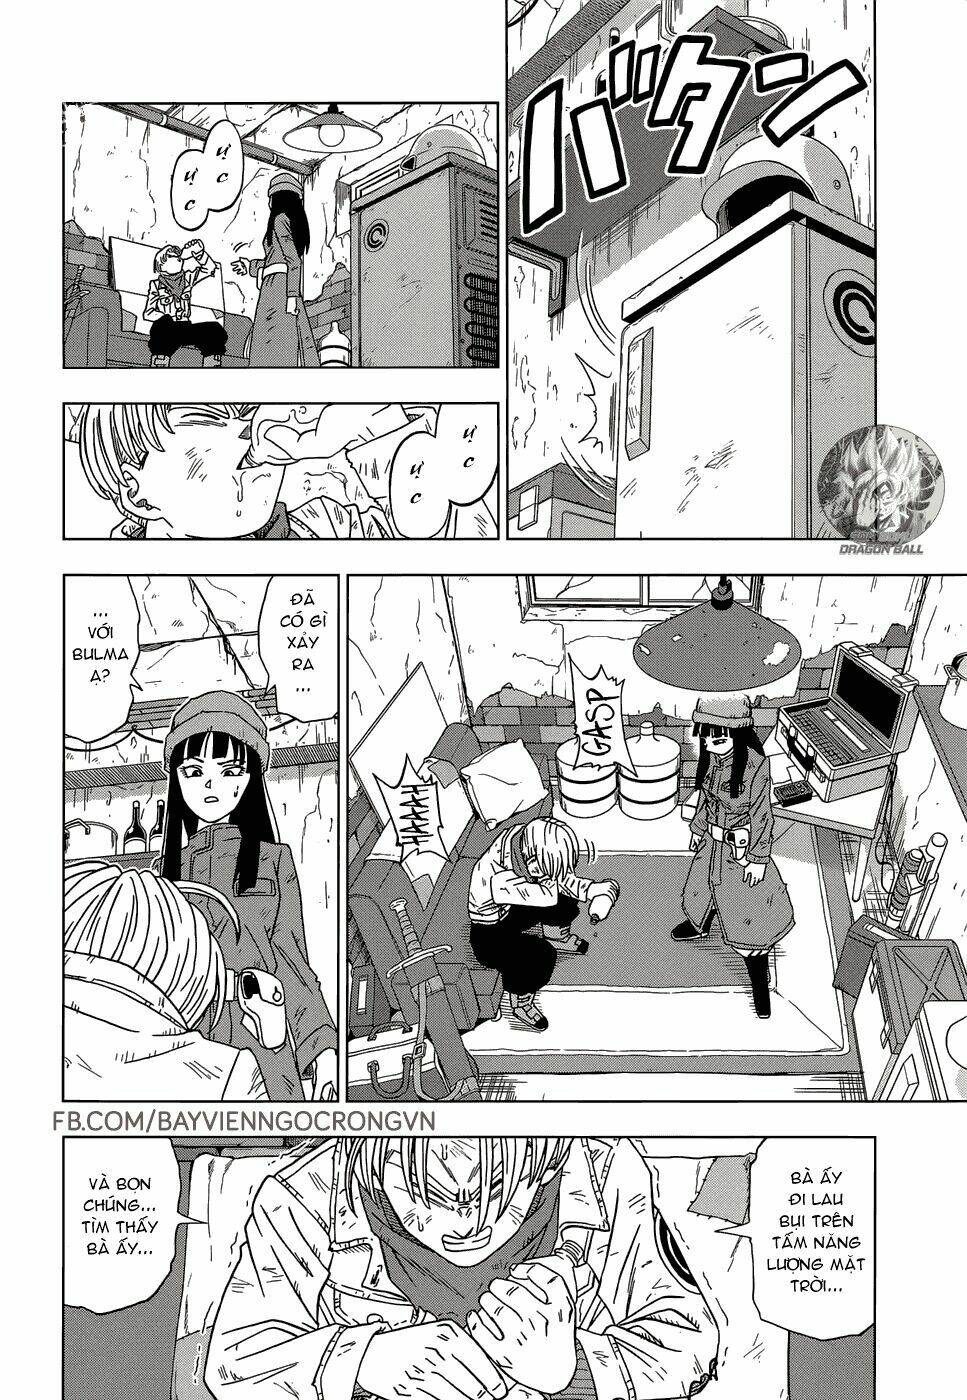 バタン
ực
ực
ực
ực
GASP
HAAAH
ĐÃ
CÓ GÌ
XẢY
RA
...
...
VỚI
BULMA
Ạ?
FB.COM/BAYVIENNGOCRONGVN
BÀ ẤY
ĐI LAU
BỤI TRÊN
TẤM NĂNG
LƯỢNG MẶT
TRỜI...
VÀ BỌN
CHÚNG...
TÌM THẤY
BÀ ẤY...
DRAGON BALL